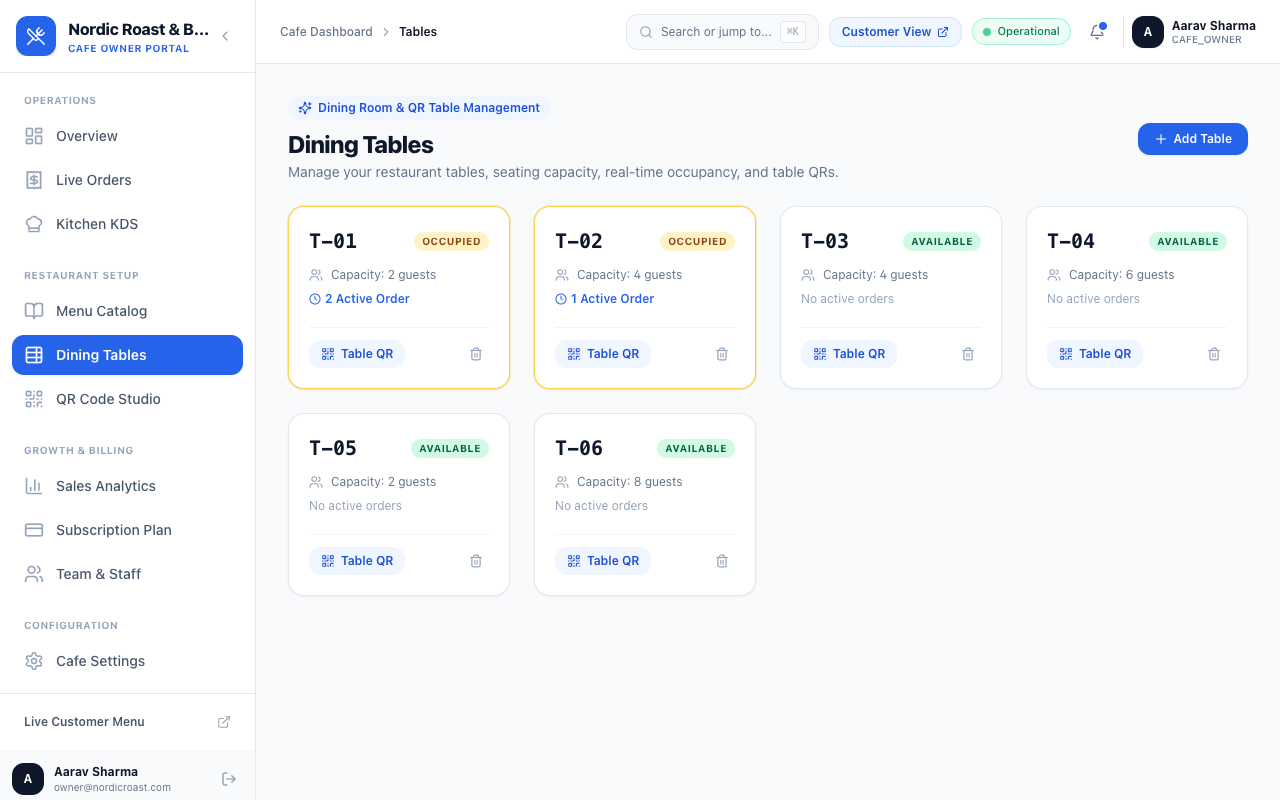 Nordic Roast & B...
CAFE OWNER PORTAL
OPERATIONS
Overview
Live Orders
Kitchen KDS
RESTAURANT SETUP
Menu Catalog
Dining Tables
QR Code Studio
GROWTH & BILLING
Sales Analytics
Subscription Plan
Team & Staff
CONFIGURATION
Cafe Settings
Live Customer Menu
A
Aarav Sharma
owner@nordicroast.com
Cafe Dashboard > Tables
Search or jump to... ⌘K
Customer View
Operational
A
Aarav Sharma
CAFE_OWNER
Dining Room & QR Table Management
Dining Tables
Manage your restaurant tables, seating capacity, real-time occupancy, and table QRs.
Add Table
T-01 OCCUPIED
Capacity: 2 guests
2 Active Order
Table QR
T-02 OCCUPIED
Capacity: 4 guests
1 Active Order
Table QR
T-03 AVAILABLE
Capacity: 4 guests
No active orders
Table QR
T-04 AVAILABLE
Capacity: 6 guests
No active orders
Table QR
T-05 AVAILABLE
Capacity: 2 guests
No active orders
Table QR
T-06 AVAILABLE
Capacity: 8 guests
No active orders
Table QR